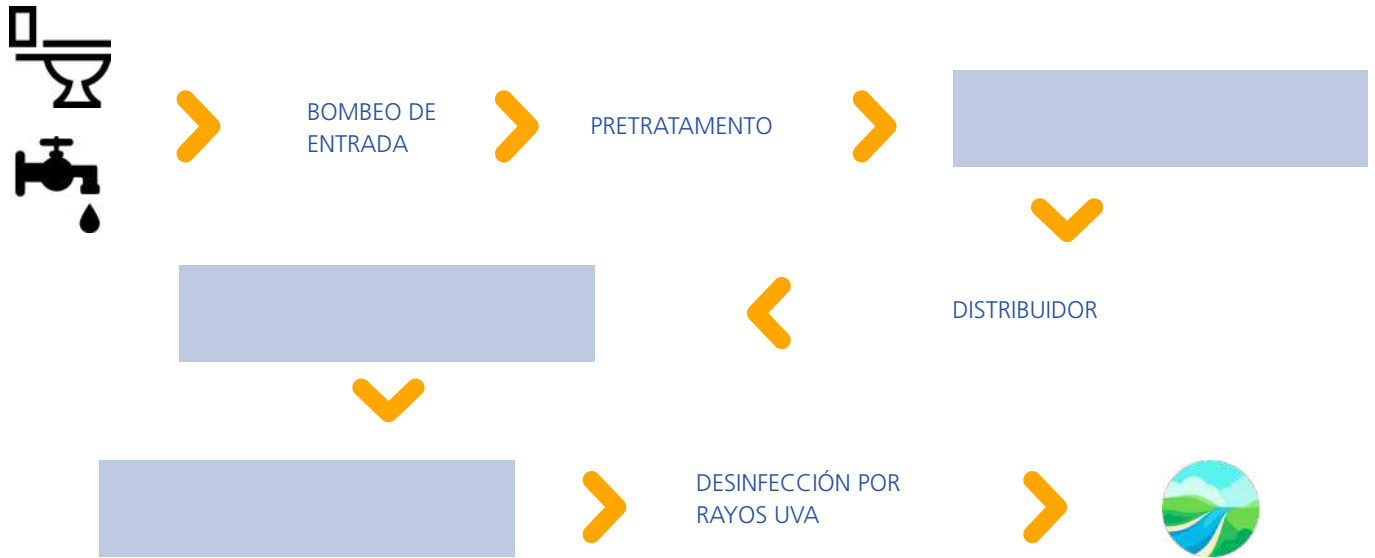 BOMBEO DE
ENTRADA
PRETRATAMENTO
DISTRIBUIDOR
DESINFECCIÓN POR
RAYOS UVA